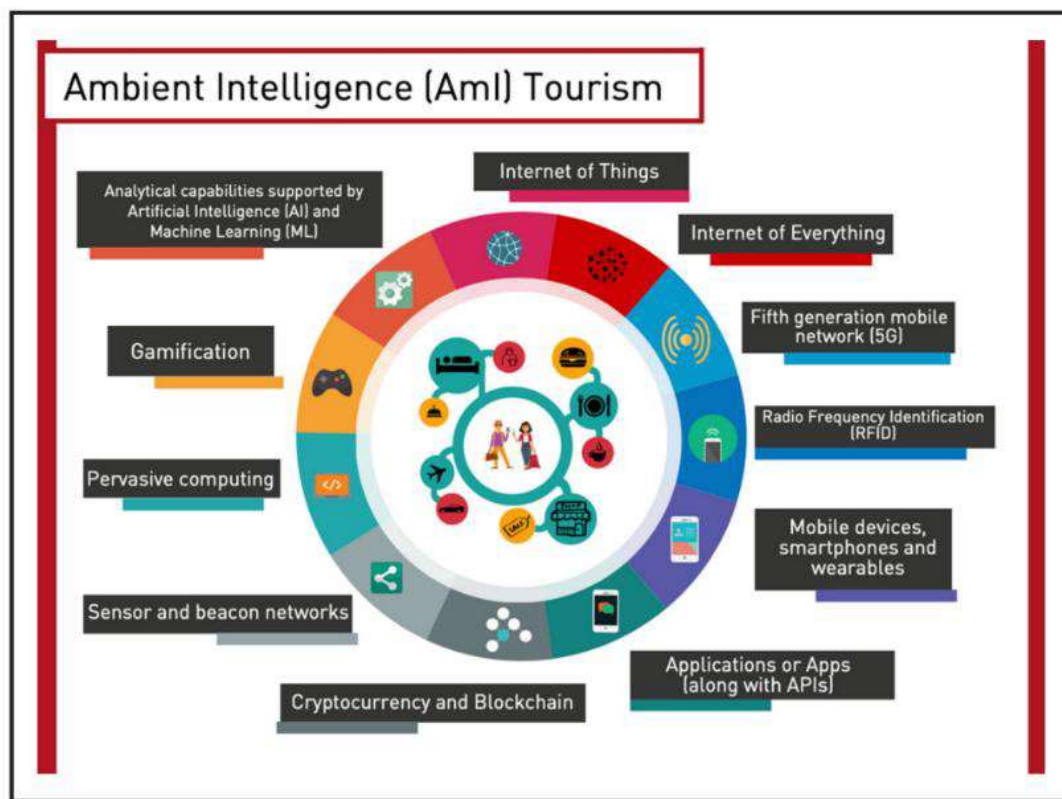 Ambient Intelligence (AmI) Tourism
Internet of Things
Analytical capabilities supported by
Artificial Intelligence (AI) and
Machine Learning (ML)
Internet of Everything
Fifth generation mobile
network (5G)
Gamification
Radio Frequency Identification
(RFID)
Pervasive computing
Mobile devices,
smartphones and
wearables
Sensor and beacon networks
Applications or Apps
(along with APIs)
Cryptocurrency and Blockchain
</>
SALE